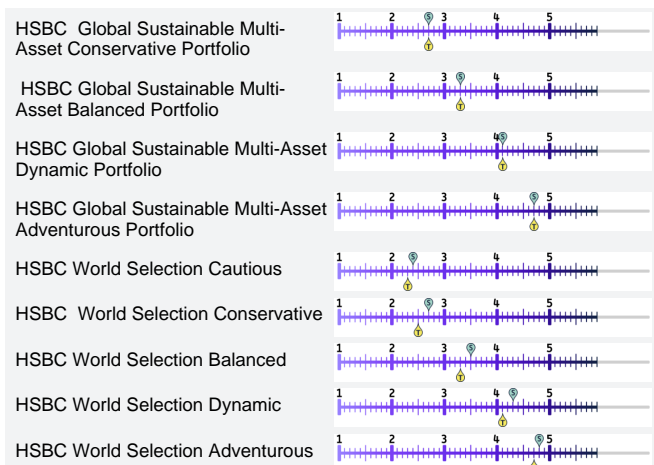 1 2 3 4 5
S
HSBC Global Sustainable Multi-
Asset Conservative Portfolio
T
1 2 3 4 5
S
HSBC Global Sustainable Multi-
Asset Balanced Portfolio
T
1 2 3 4 5
S
HSBC Global Sustainable Multi-Asset
Dynamic Portfolio
T
1 2 3 4 5
S
HSBC Global Sustainable Multi-Asset
Adventurous Portfolio
T
1 2 3 4 5
S
HSBC World Selection Cautious
T
1 2 3 4 5
S
HSBC World Selection Conservative
T
1 2 3 4 5
S
HSBC World Selection Balanced
T
1 2 3 4 5
S
HSBC World Selection Dynamic
T
1 2 3 4 5
S
HSBC World Selection Adventurous